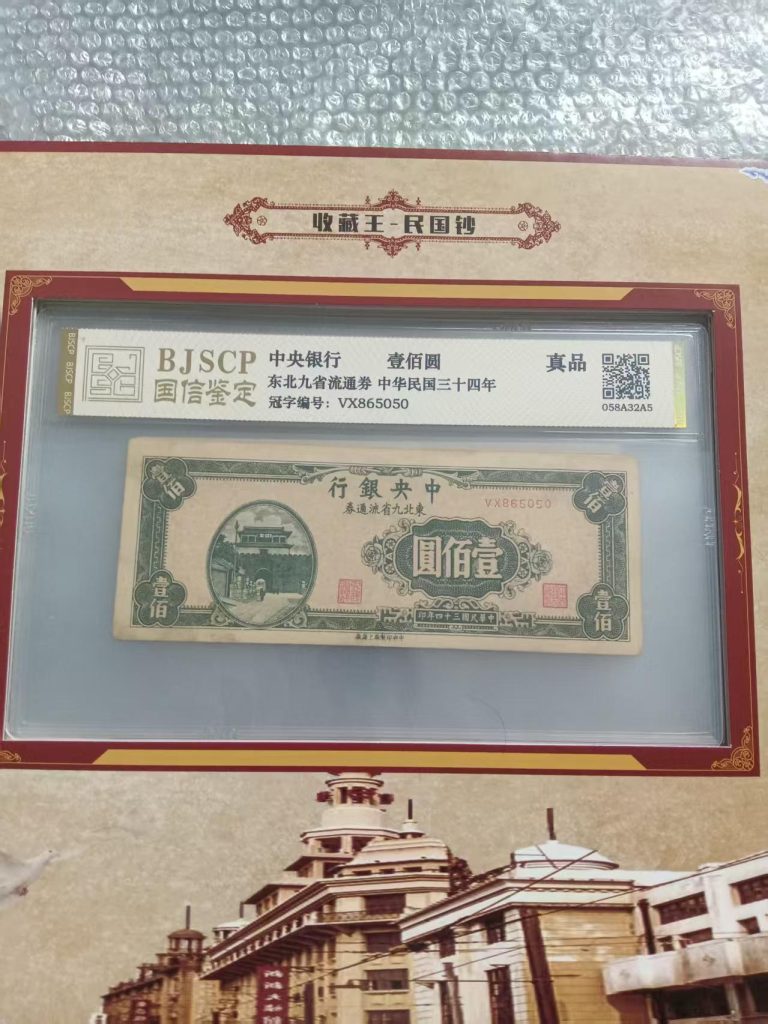 收藏王-民国钞
BJSCP
国信鉴定
中央银行 壹佰圆 真品
东北九省流通券 中华民国三十四年
冠字编号: VX865050
058A32A5
BJSCP BJSCP BJSCP
中央銀行
東北九省流通券
VX865050
壹佰
壹佰
壹佰圓
壹佰
壹佰
中華民國三十四年印